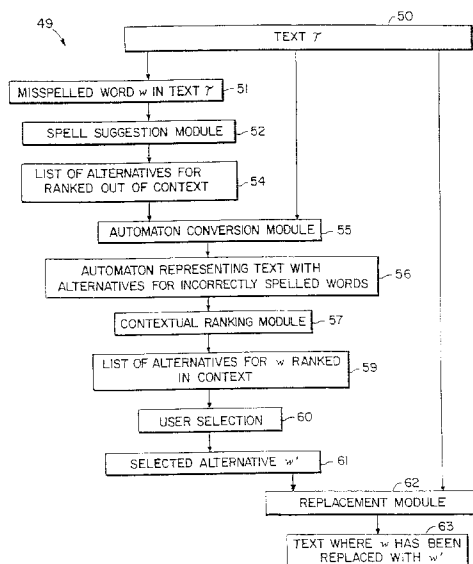 49
50
TEXT T
MISSPELLED WORD w IN TEXT T
51
SPELL SUGGESTION MODULE
52
LIST OF ALTERNATIVES FOR
RANKED OUT OF CONTEXT
54
AUTOMATON CONVERSION MODULE
55
AUTOMATON REPRESENTING TEXT WITH
ALTERNATIVES FOR INCORRECTLY SPELLED WORDS
56
CONTEXTUAL RANKING MODULE
57
LIST OF ALTERNATIVES FOR w RANKED
IN CONTEXT
59
USER SELECTION
60
SELECTED ALTERNATIVE w'
61
62
REPLACEMENT MODULE
63
TEXT WHERE w HAS BEEN
REPLACED WITH w'